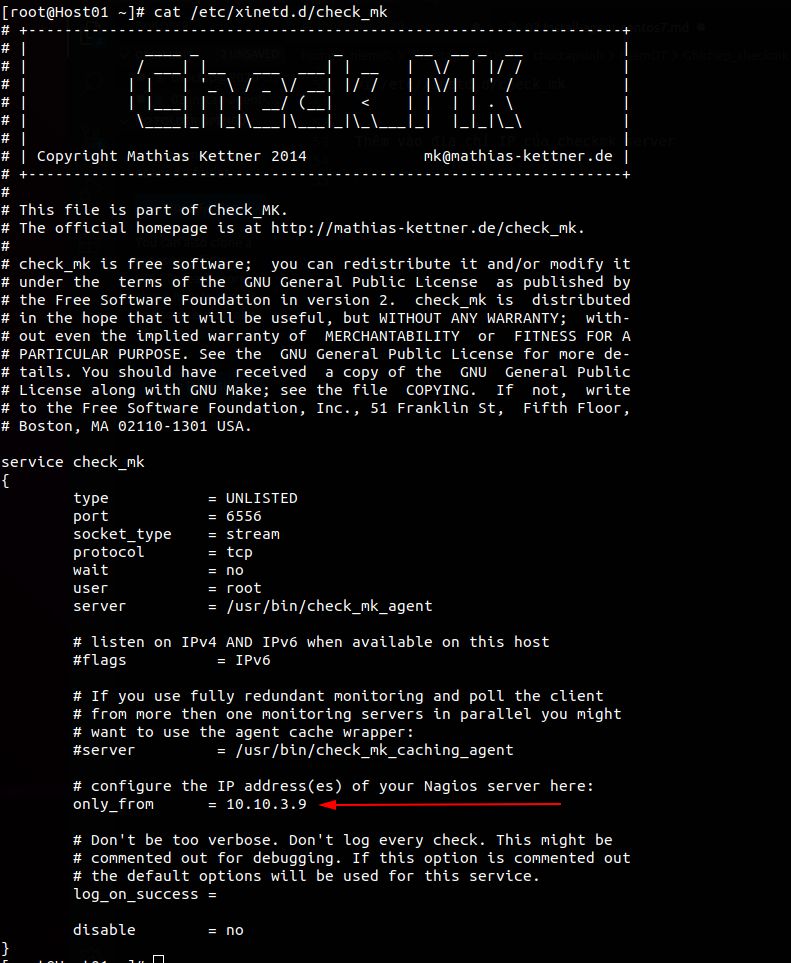 [root@Host01 ~]# cat /etc/xinetd.d/check_mk
# +------------------------------------------------------------------+
# |             ____ _               _        __  __ _  __           |
# |            / ___| |__   ___  ___| | __   |  \/  | |/ /           |
# |           | |   | '_ \ / _ \/ __| |/ /   | |\/| | ' /            |
# |           | |___| | | |  __/ (__|   <    | |  | | . \            |
# |            \____|_| |_|\___|\___|_|\_\___|_|  |_|_|\_\           |
# |                                                                  |
# | Copyright Mathias Kettner 2014             mk@mathias-kettner.de |
# +------------------------------------------------------------------+
#
# This file is part of Check_MK.
# The official homepage is at http://mathias-kettner.de/check_mk.
#
# check_mk is free software;  you can redistribute it and/or modify it
# under the  terms of the  GNU General Public License  as published by
# the Free Software Foundation in version 2.  check_mk is  distributed
# in the hope that it will be useful, but WITHOUT ANY WARRANTY;  with-
# out even the implied warranty of  MERCHANTABILITY  or  FITNESS FOR A
# PARTICULAR PURPOSE. See the  GNU General Public License for more de-
# tails. You should have  received  a copy of the  GNU  General Public
# License along with GNU Make; see the file  COPYING.  If  not,  write
# to the Free Software Foundation, Inc., 51 Franklin St,  Fifth Floor,
# Boston, MA 02110-1301 USA.

service check_mk
{
        type           = UNLISTED
        port           = 6556
        socket_type    = stream
        protocol       = tcp
        wait           = no
        user           = root
        server         = /usr/bin/check_mk_agent

        # listen on IPv4 AND IPv6 when available on this host
        #flags          = IPv6

        # If you use fully redundant monitoring and poll the client
        # from more then one monitoring servers in parallel you might
        # want to use the agent cache wrapper:
        #server         = /usr/bin/check_mk_caching_agent

        # configure the IP address(es) of your Nagios server here:
        only_from      = 10.10.3.9

        # Don't be too verbose. Don't log every check. This might be
        # commented out for debugging. If this option is commented out
        # the default options will be used for this service.
        log_on_success =

        disable        = no
}